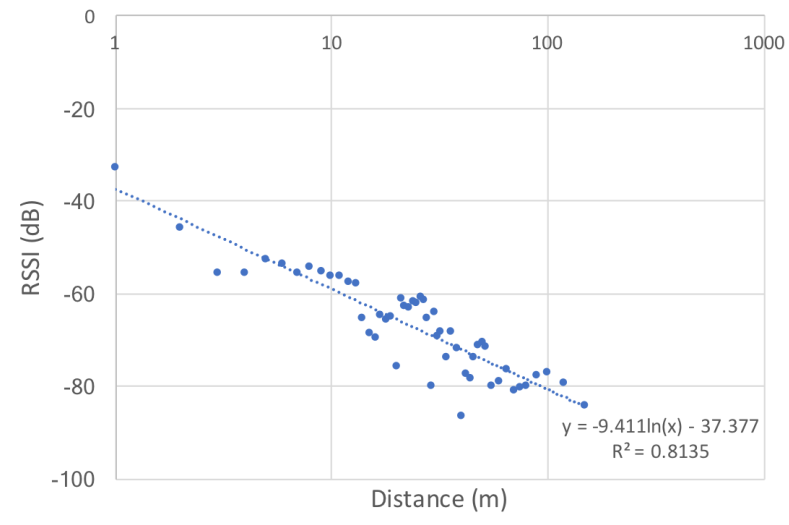 0
1
10
100
1000
-20
-40
-60
-80
-100
RSSI (dB)
Distance (m)
y = -9.411ln(x) - 37.377
R² = 0.8135